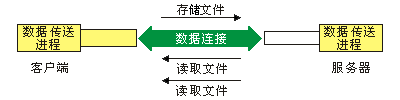 存储文件
数据传送
进程
数据连接
数据传送
进程
客户端
读取文件
服务器
读取文件